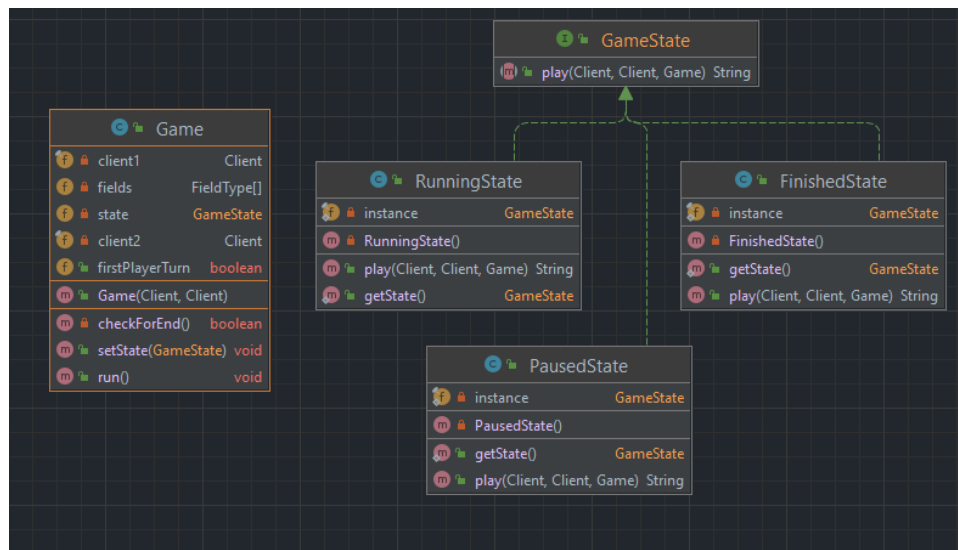 GameState
play(Client, Client, Game) String
Game
client1 Client
fields FieldType[]
state GameState
client2 Client
firstPlayerTurn boolean
Game(Client, Client)
checkForEnd() boolean
setState(GameState) void
run() void
RunningState
instance GameState
RunningState()
play(Client, Client, Game) String
getState() GameState
FinishedState
instance GameState
FinishedState()
getState() GameState
play(Client, Client, Game) String
PausedState
instance GameState
PausedState()
getState() GameState
play(Client, Client, Game) String